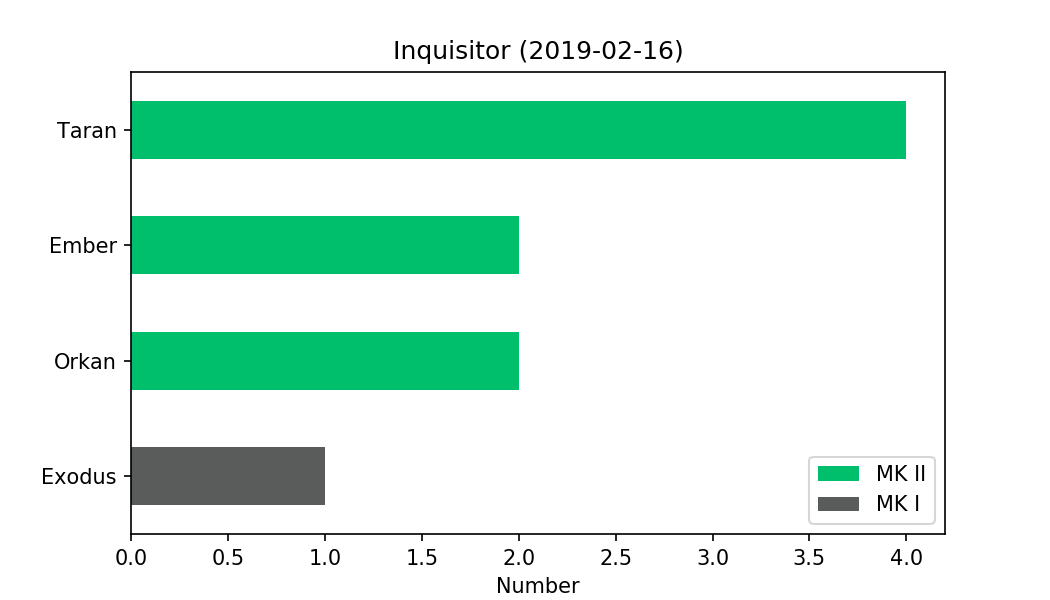 Inquisitor (2019-02-16)
Taran
Ember
Orkan
Exodus
MK II
MK I
0.0 0.5 1.0 1.5 2.0 2.5 3.0 3.5 4.0
Number